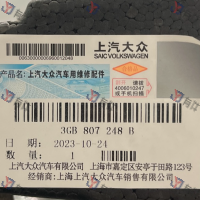 上汽大众
SAIC VOLKSWAGEN
产品：上汽大众汽车用维修配件
4006010247
3GB 807 248 B
日期：2023-10-24
数量：1
上海大众汽车有限公司 上海市嘉定区安亭于田路123号
经销商：上海上汽大众汽车销售有限公司